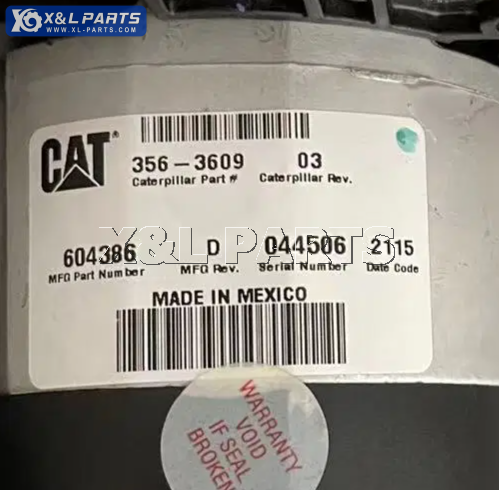 X&L PARTS
WWW.XL-PARTS.COM
CAT®
356-3609 03
Caterpillar Part # Caterpillar Rev.
X&L PARTS
604386 D 044506 2115
MFG Part Number MFG Rev. Serial Number Date Code
MADE IN MEXICO
WARRANTY
VOID
IF SEAL
BROKEN